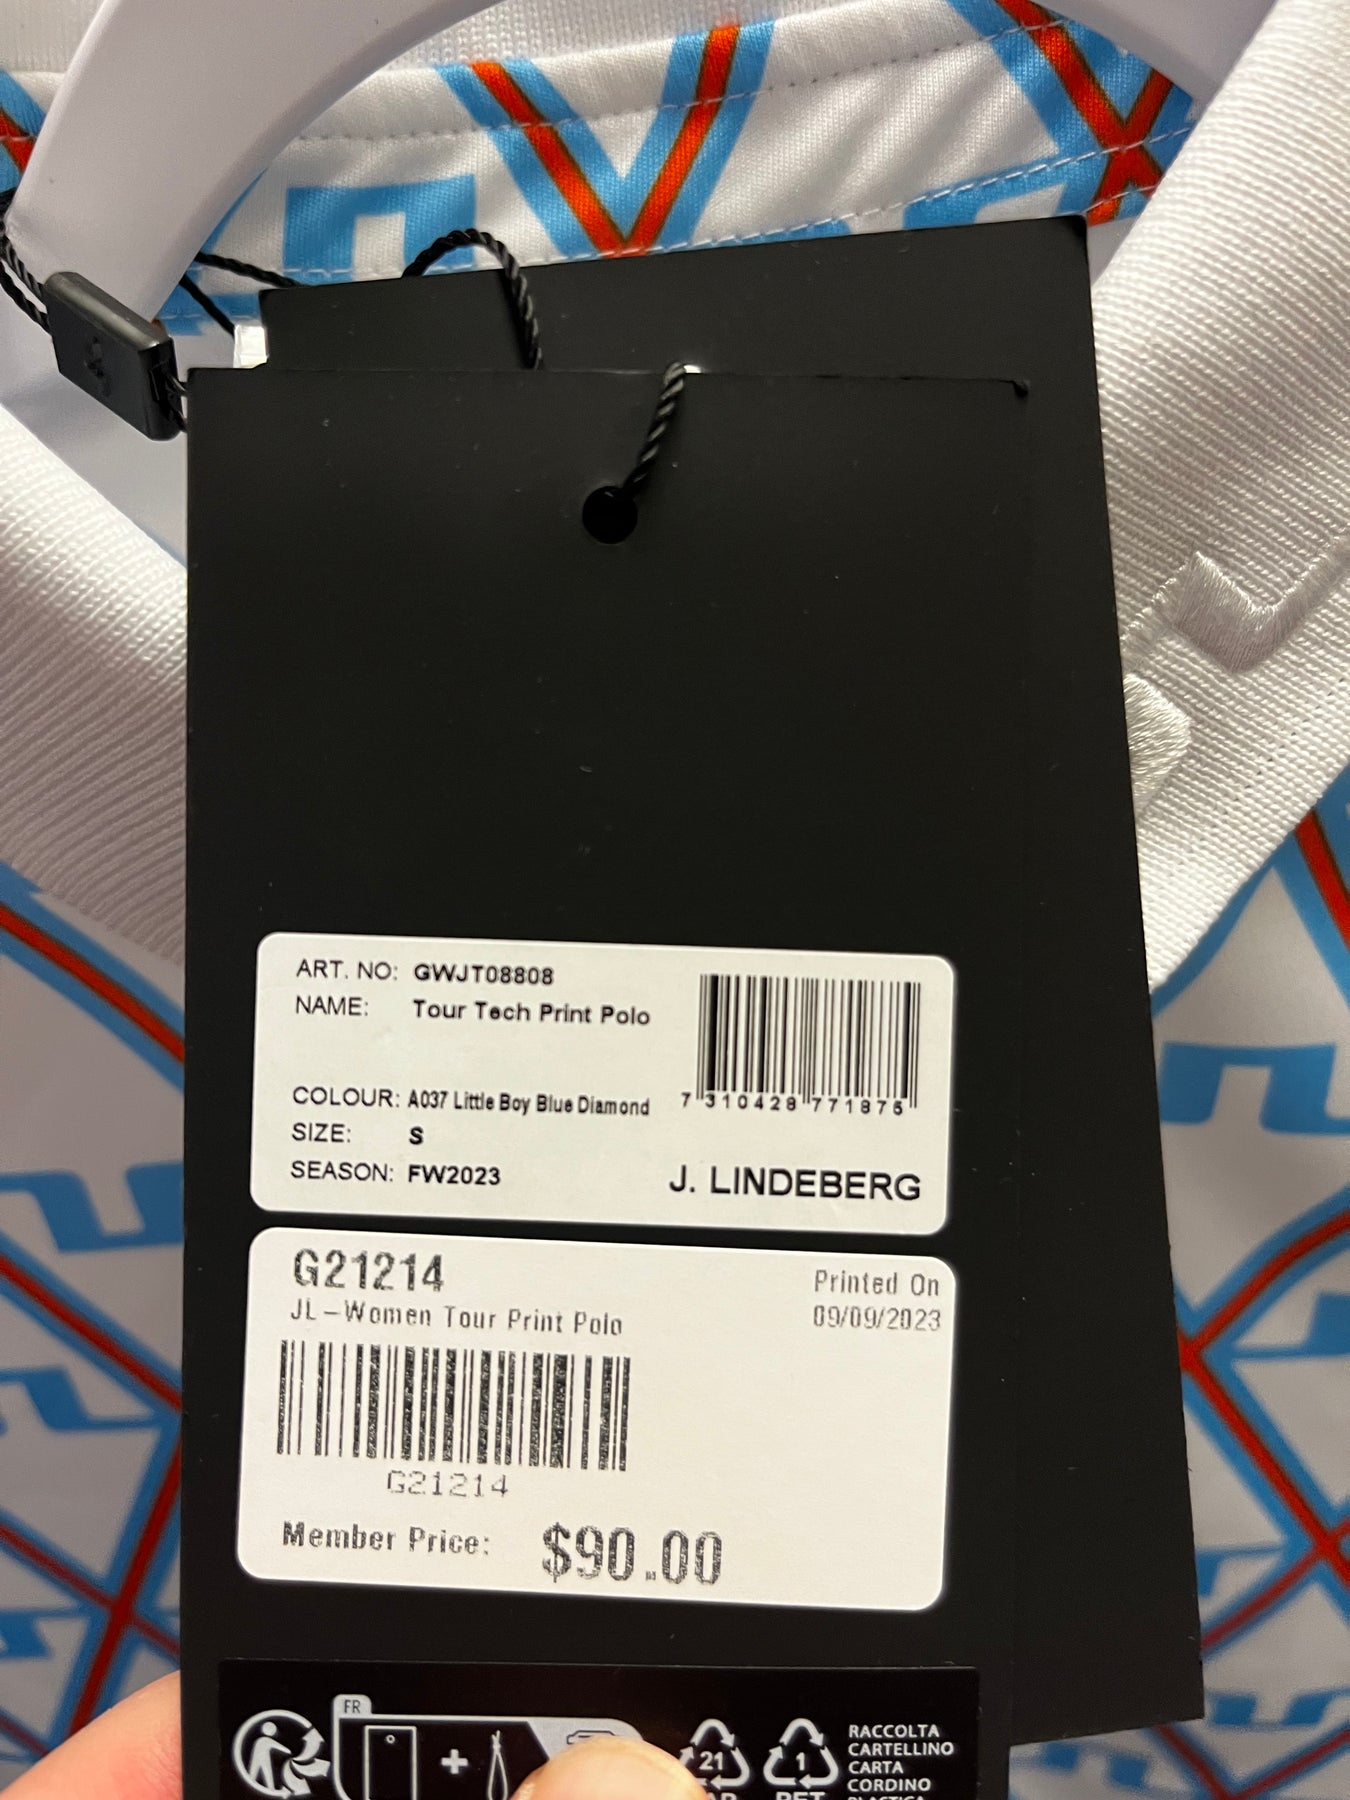 ART. NO: GWJT08808
NAME: Tour Tech Print Polo
COLOUR: A037 Little Boy Blue Diamond
SIZE: S
SEASON: FW2023
7 310428 771875
J. LINDEBERG
G21214
JL-Women Tour Print Polo
Printed On
09/09/2023
G21214
Member Price: $90.00
FR
+
21
1
PET
RACCOLTA
CARTELLINO
CARTA
CORDINO
PLASTICA